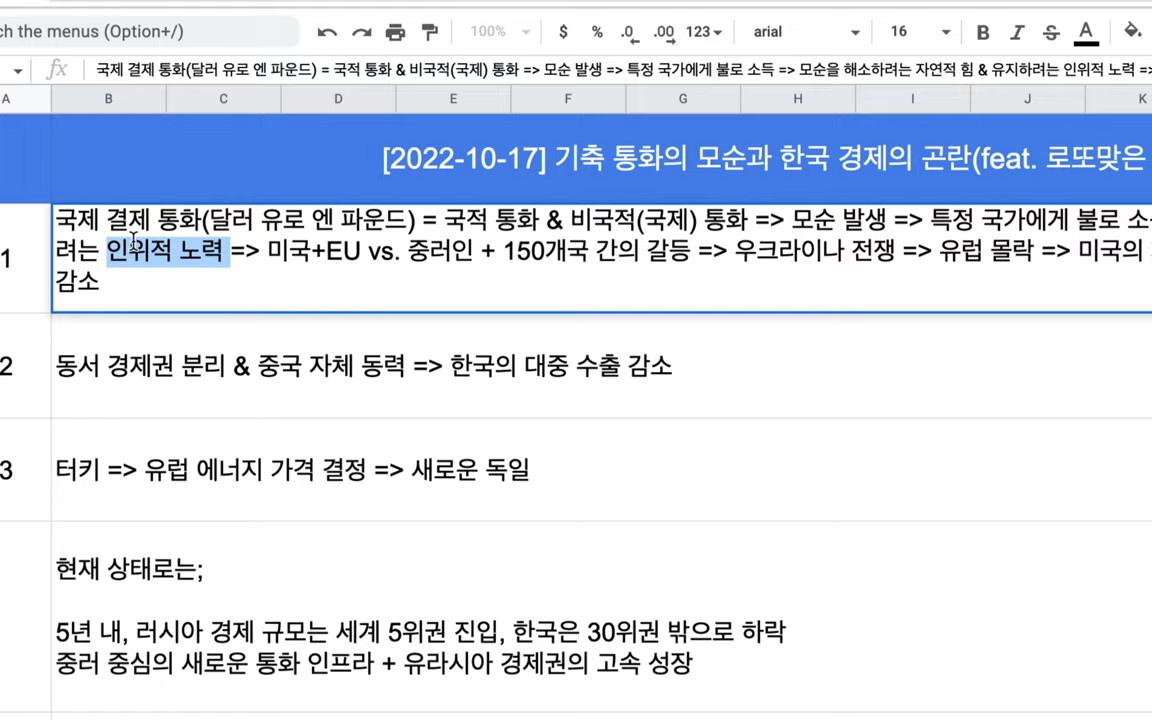 ch the menus (Option+/)
100%
$
%
.0
.00
123
arial
16
B
I
S
A
fx
국제 결제 통화(달러 유로 엔 파운드) = 국적 통화 & 비국적(국제) 통화 => 모순 발생 => 특정 국가에게 불로 소득 => 모순을 해소하려는 자연적 힘 & 유지하려는 인위적 노력 =>
A B C D E F G H I J K
[2022-10-17] 기축 통화의 모순과 한국 경제의 곤란(feat. 로또맞은
1
국제 결제 통화(달러 유로 엔 파운드) = 국적 통화 & 비국적(국제) 통화 => 모순 발생 => 특정 국가에게 불로 소
려는 인위적 노력 => 미국+EU vs. 중러인 + 150개국 간의 갈등 => 우크라이나 전쟁 => 유럽 몰락 => 미국의
감소
2
동서 경제권 분리 & 중국 자체 동력 => 한국의 대중 수출 감소
3
터키 => 유럽 에너지 가격 결정 => 새로운 독일
현재 상태로는;
5년 내, 러시아 경제 규모는 세계 5위권 진입, 한국은 30위권 밖으로 하락
중러 중심의 새로운 통화 인프라 + 유라시아 경제권의 고속 성장